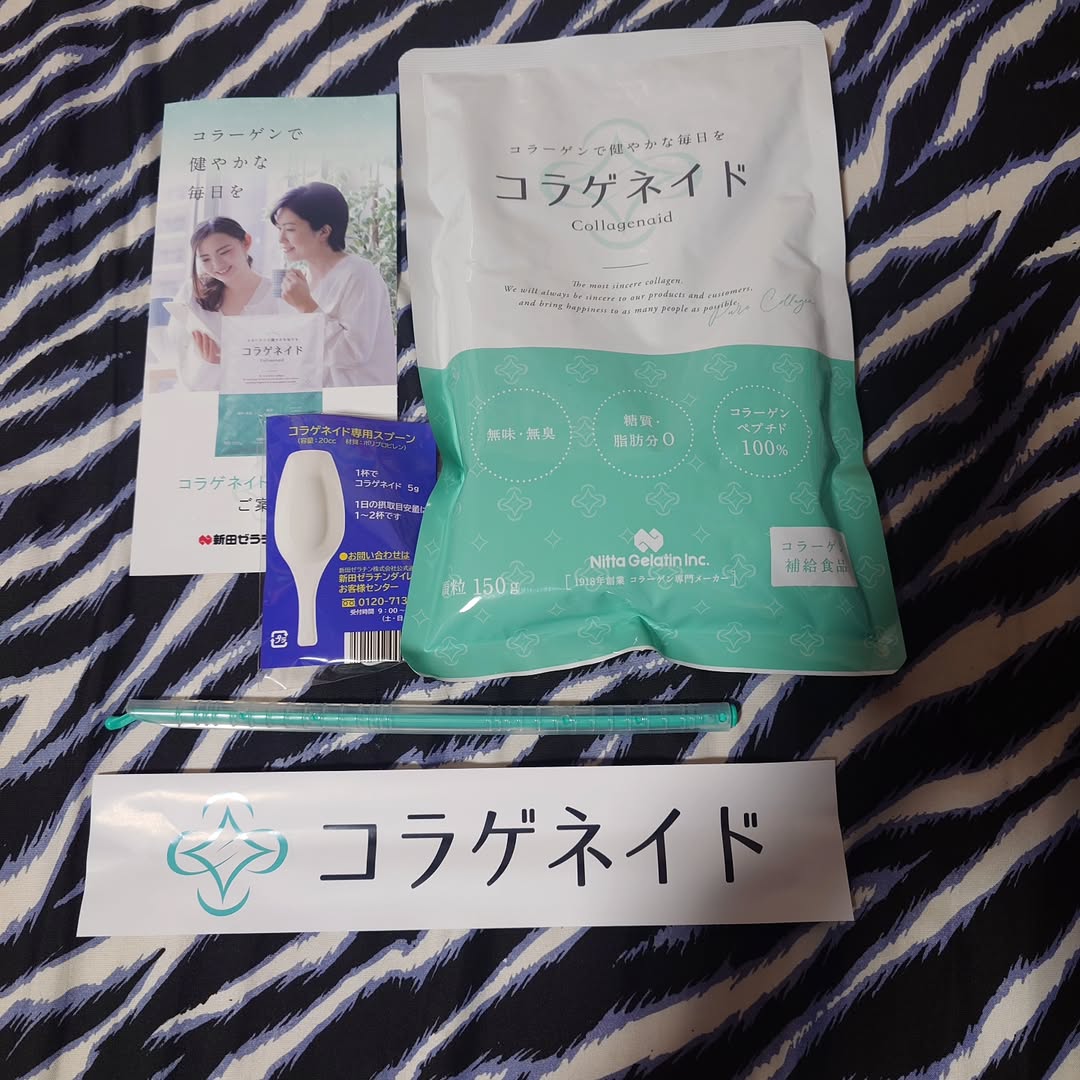 コラーゲンで
健やかな
毎日を
コラゲネイド
Collagenaid
コラゲネイド
新田ゼラチ
コラゲネイド専用スプーン
(容量:20cc 材質:ポリプロピレン)
1杯で
コラゲネイド 5g
1日の摂取目安量は
1~2杯です
●お問い合わせは
新田ゼラチン株式会社公式通
新田ゼラチンダイレ
お客様センター
0120-713
受付時間 9:00~
(土・日
プラ
コラーゲンで健やかな毎日を
コラゲネイド
Collagenaid
The most sincere collagen.
We will always be sincere to our products and customers,
and bring happiness to as many people as possible.
Pure Collagen
無味・無臭
糖質・
脂肪分0
コラーゲン
ペプチド
100%
Nitta Gelatin Inc.
[1918年創業 コラーゲン専門メーカー]
顆粒 150g
コラーゲン
補給食品
コラゲネイド